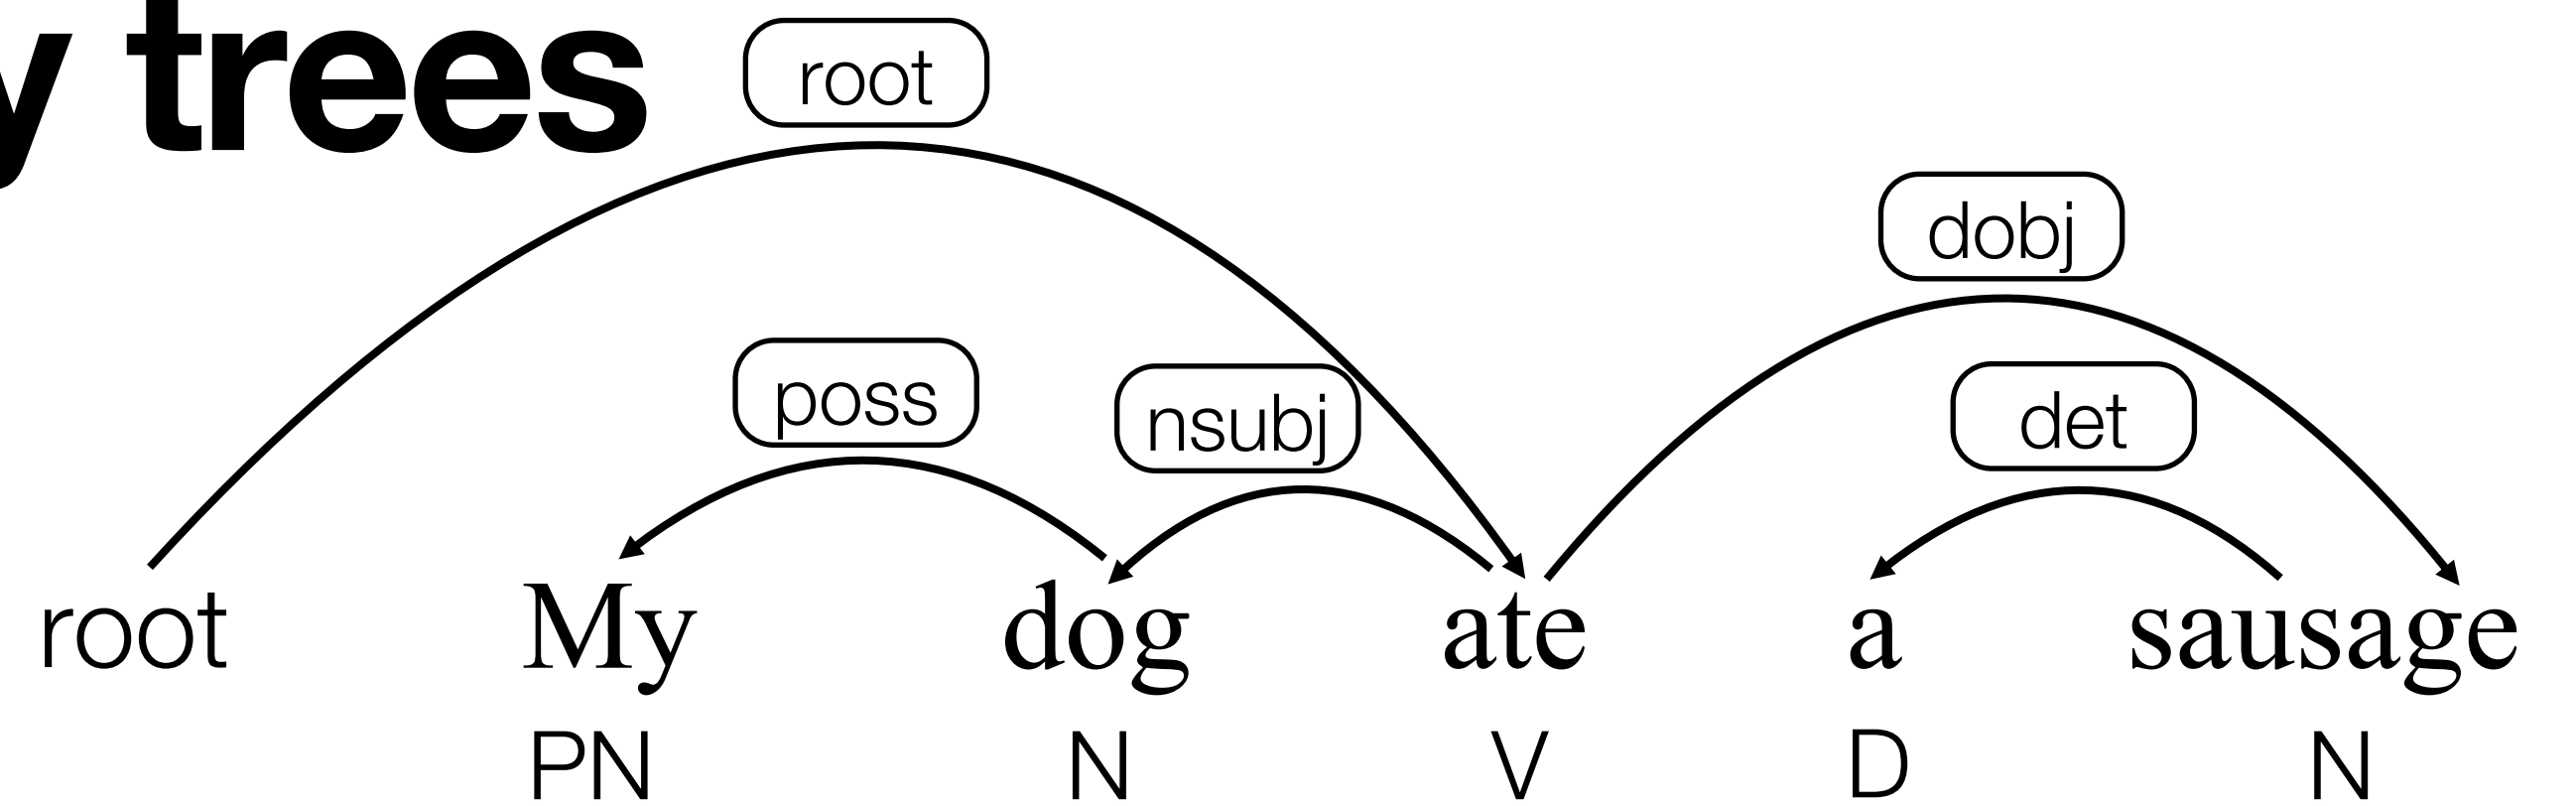 y trees
root
dobj
poss
nsubj
det
root My dog ate a sausage
PN N V D N